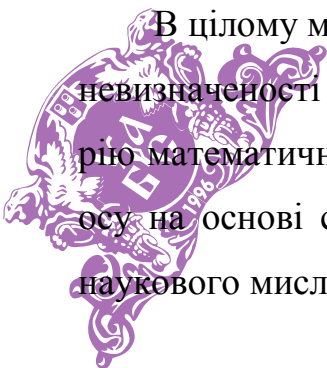 В цілому м
невизначеності
рію математичн
осу на основі с
наукового мисл
1996